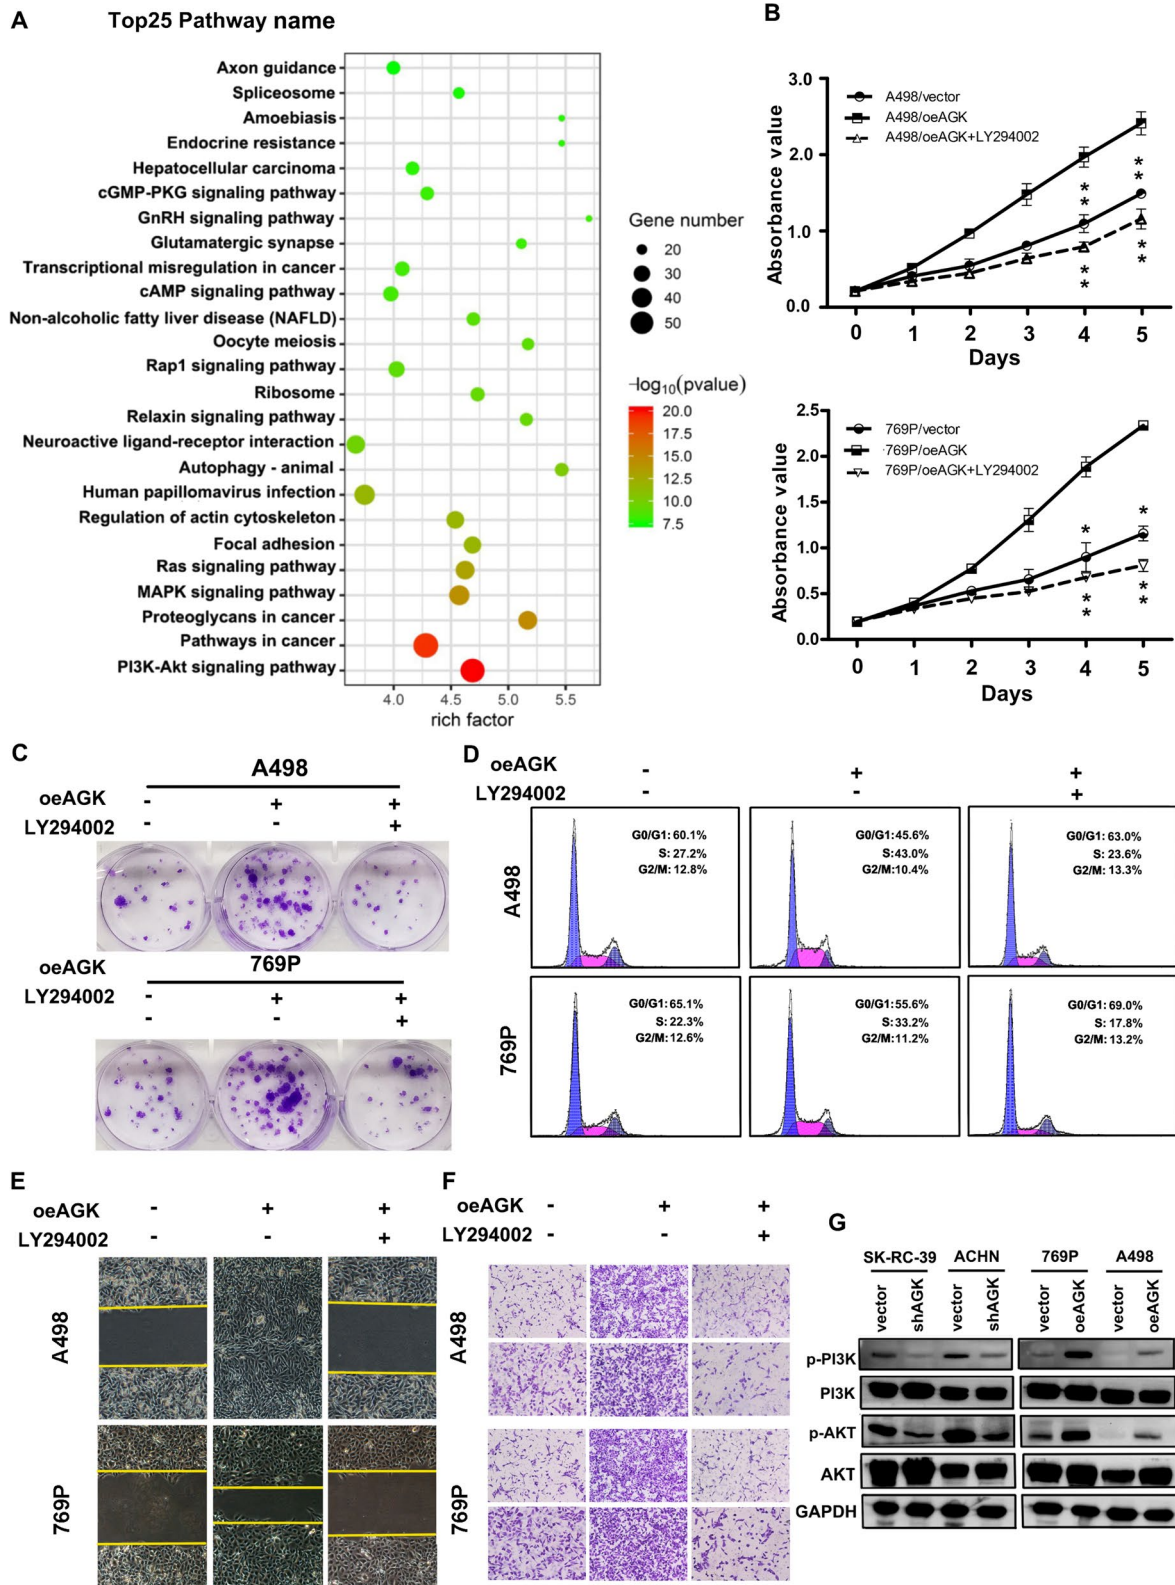 A
Top25 Pathway name
Axon guidance
Spliceosome
Amoebiasis
Endocrine resistance
Hepatocellular carcinoma
cGMP-PKG signaling pathway
GnRH signaling pathway
Glutamatergic synapse
Transcriptional misregulation in cancer
cAMP signaling pathway
Non-alcoholic fatty liver disease (NAFLD)
Oocyte meiosis
Rap1 signaling pathway
Ribosome
Relaxin signaling pathway
Neuroactive ligand-receptor interaction
Autophagy - animal
Human papillomavirus infection
Regulation of actin cytoskeleton
Focal adhesion
Ras signaling pathway
MAPK signaling pathway
Proteoglycans in cancer
Pathways in cancer
PI3K-Akt signaling pathway
4.0 4.5 5.0 5.5
rich factor
Gene number
20
30
40
50
−log10(pvalue)
20.0
17.5
15.0
12.5
10.0
7.5
B
Absorbance value
3.0
2.0
1.0
0.0
A498/vector
A498/oeAGK
A498/oeAGK+LY294002
* *
* *
* *
* *
0 1 2 3 4 5
Days
Absorbance value
2.5
2.0
1.5
1.0
0.5
0.0
769P/vector
769P/oeAGK
769P/oeAGK+LY294002
*
*
* *
* *
0 1 2 3 4 5
Days
C
A498
oeAGK - + +
LY294002 - - +
769P
oeAGK - + +
LY294002 - - +
D
oeAGK - + +
LY294002 - - +
A498
G0/G1: 60.1%
S: 27.2%
G2/M: 12.8%
G0/G1: 45.6%
S: 43.0%
G2/M: 10.4%
G0/G1: 63.0%
S: 23.6%
G2/M: 13.3%
769P
G0/G1: 65.1%
S: 22.3%
G2/M: 12.6%
G0/G1: 55.6%
S: 33.2%
G2/M: 11.2%
G0/G1: 69.0%
S: 17.8%
G2/M: 13.2%
E
oeAGK - + +
LY294002 - - +
A498
769P
F
oeAGK - + +
LY294002 - - +
A498
769P
G
SK-RC-39 ACHN 769P A498
vector shAGK vector shAGK vector oeAGK vector oeAGK
p-PI3K
PI3K
p-AKT
AKT
GAPDH